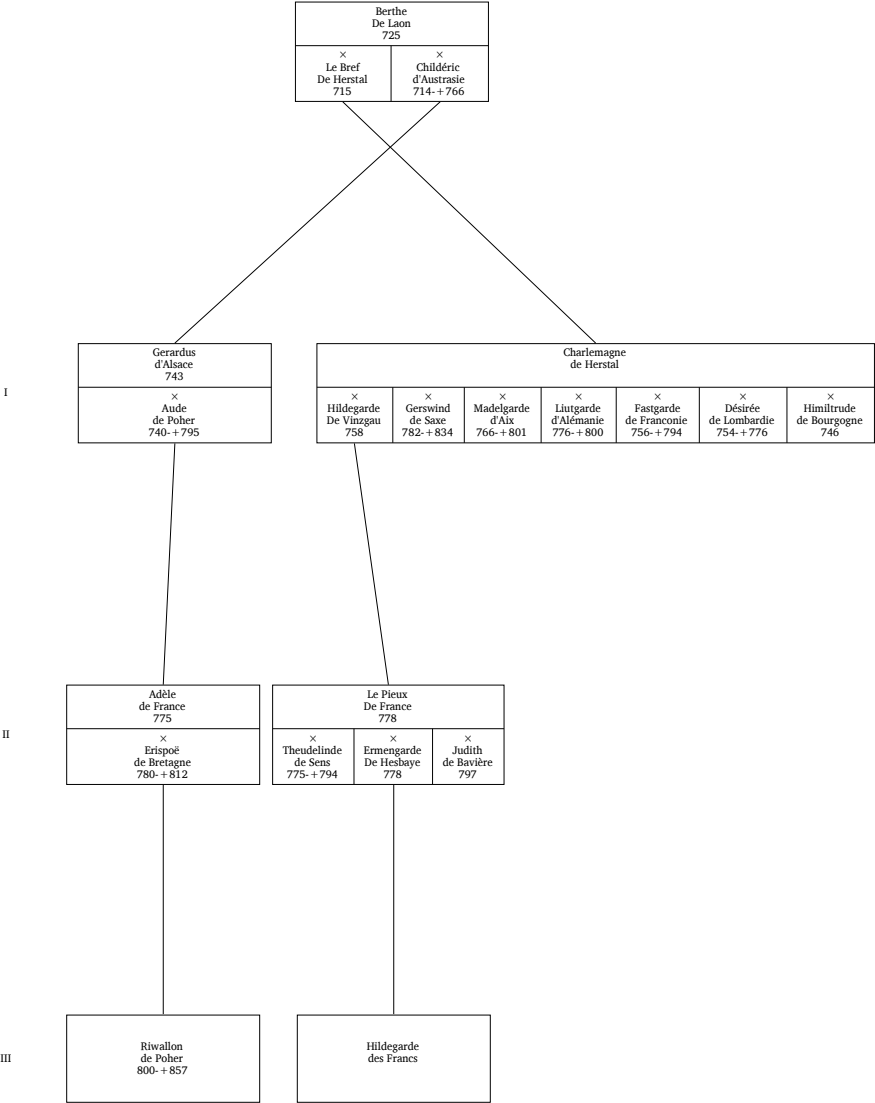 Berthe
De Laon
725
×
Le Bref
De Herstal
715
×
Childéric
d'Austrasie
714-+766
I
Gerardus
d'Alsace
743
×
Aude
de Poher
740-+795
Charlemagne
de Herstal
×
Hildegarde
De Vinzgau
758
×
Gerswind
de Saxe
782-+834
×
Madelgarde
d'Aix
766-+801
×
Liutgarde
d'Alémanie
776-+800
×
Fastgarde
de Franconie
756-+794
×
Désirée
de Lombardie
754-+776
×
Himiltrude
de Bourgogne
746
II
Adèle
de France
775
×
Erispoë
de Bretagne
780-+812
Le Pieux
De France
778
×
Theudelinde
de Sens
775-+794
×
Ermengarde
De Hesbaye
778
×
Judith
de Bavière
797
III
Riwallon
de Poher
800-+857
Hildegarde
des Francs